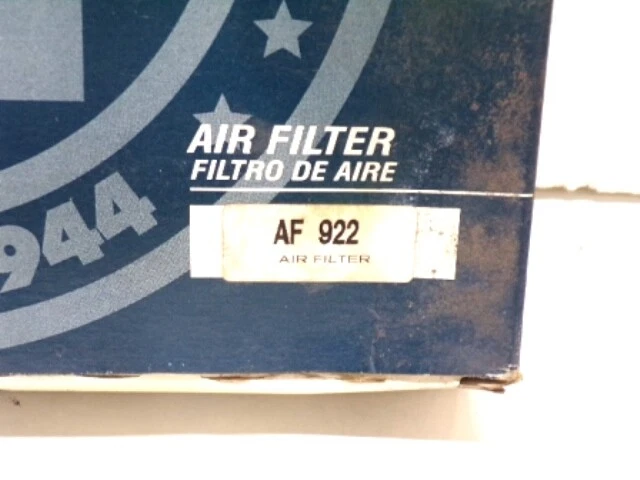 AIR FILTER
FILTRO DE AIRE
944
AF 922
AIR FILTER